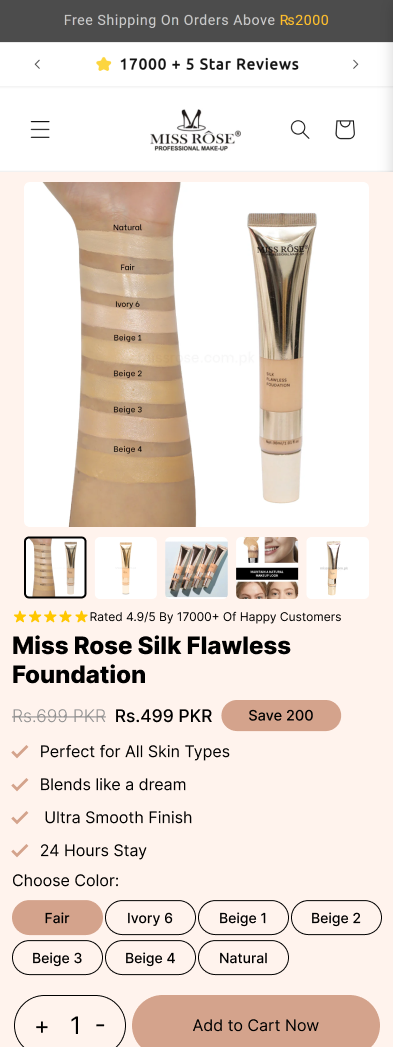 Free Shipping On Orders Above ₨2000
17000 + 5 Star Reviews
MISS RÔSE®
PROFESSIONAL MAKE-UP
Natural
Fair
Ivory 6
Beige 1
Beige 2
Beige 3
Beige 4
MISS RÔSE
SILK
FLAWLESS
FOUNDATION
Rated 4.9/5 By 17000+ Of Happy Customers
Miss Rose Silk Flawless
Foundation
Rs.699 PKR Rs.499 PKR Save 200
Perfect for All Skin Types
Blends like a dream
Ultra Smooth Finish
24 Hours Stay
Choose Color:
Fair Ivory 6 Beige 1 Beige 2
Beige 3 Beige 4 Natural
+ 1 - Add to Cart Now